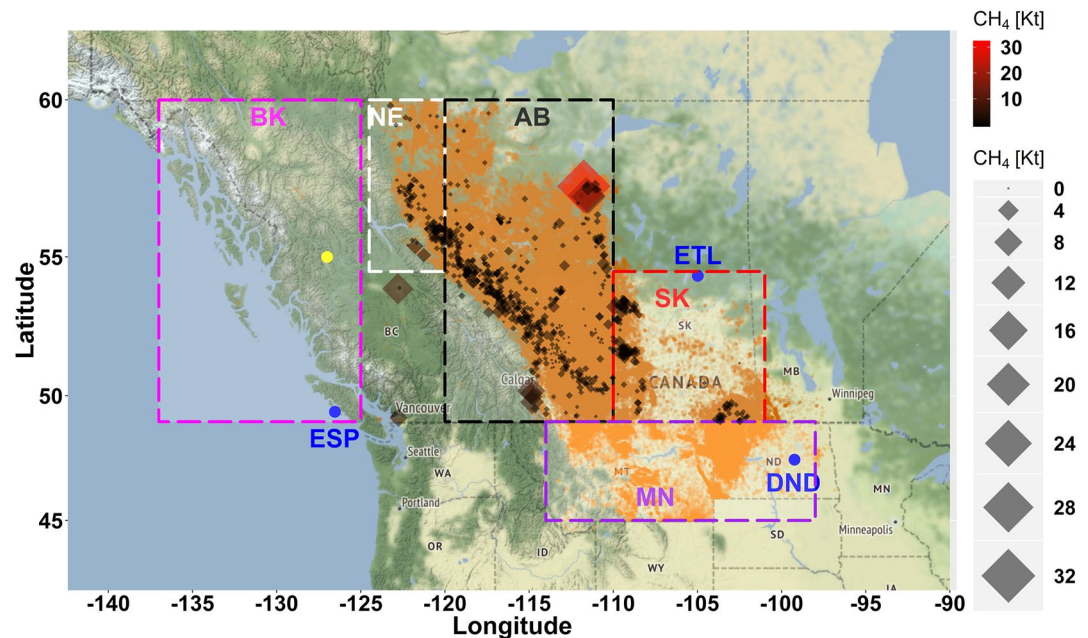 CH₄ [Kt]
30
20
10
CH₄ [Kt]
0
4
8
12
16
20
24
28
32
60
55
50
45
Latitude
BK
NE
AB
ETL
SK
SK
BC
Calgar
CANADA
MB
Winnipeg
Vancouver
ESP
Seattle
WA
MT
MN
ND
DND
MN
Portland
Minneapolis
OR
ID
SD
WY
IA
-140 -135 -130 -125 -120 -115 -110 -105 -100 -95 -90
Longitude